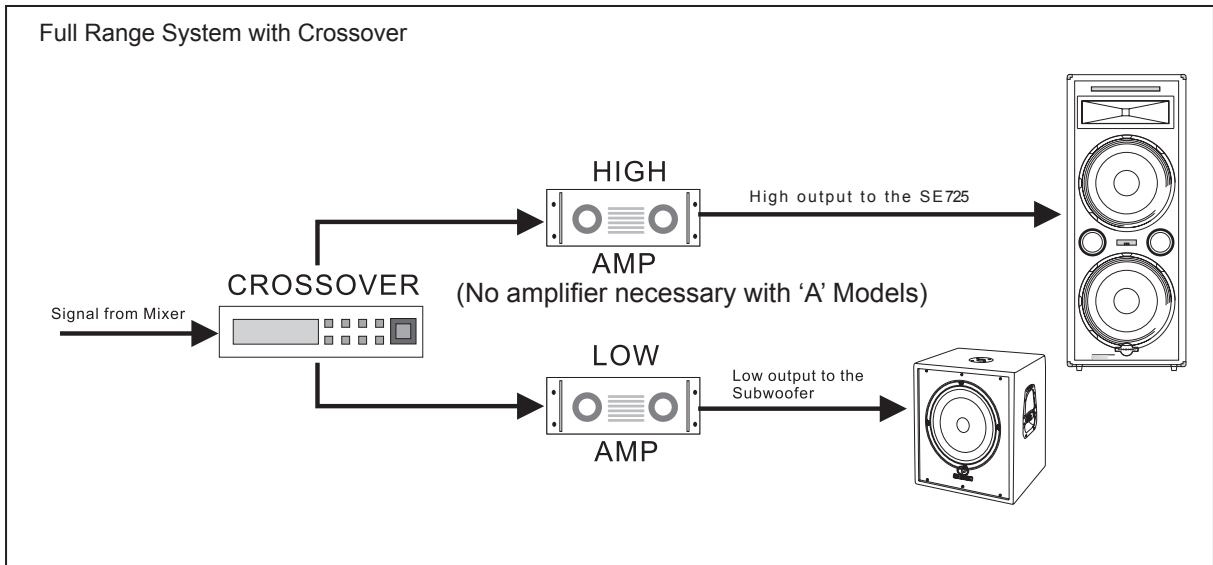 Full Range System with Crossover
HIGH
AMP
High output to the SE725
(No amplifier necessary with ‘A’ Models)
CROSSOVER
Signal from Mixer
LOW
AMP
Low output to the
Subwoofer